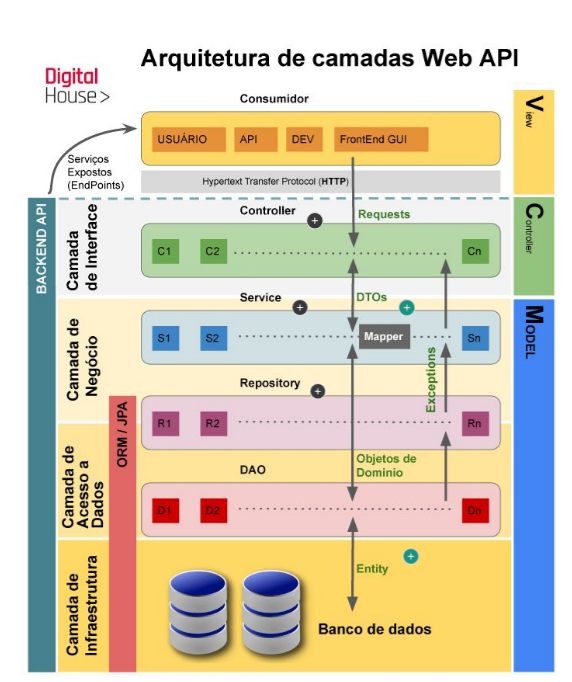 Arquitetura de camadas Web API
Digital
House>
Consumidor
USUÁRIO
API
DEV
FrontEnd GUI
View
Serviços
Expostos
(EndPoints)
Hypertext Transfer Protocol (HTTP)
BACKEND API
Camada
de Interface
Controller
+
Requests
C1
C2
Cn
Controller
Camada de
Negócio
Service
+
DTOs
+
S1
S2
Mapper
Sn
MODEL
Exceptions
Repository
+
R1
R2
Rn
ORM / JPA
Camada de
Acesso a
Dados
DAO
Objetos de
Domínio
D1
D2
Dn
Camada de
Infraestrutura
Entity
+
Banco de dados